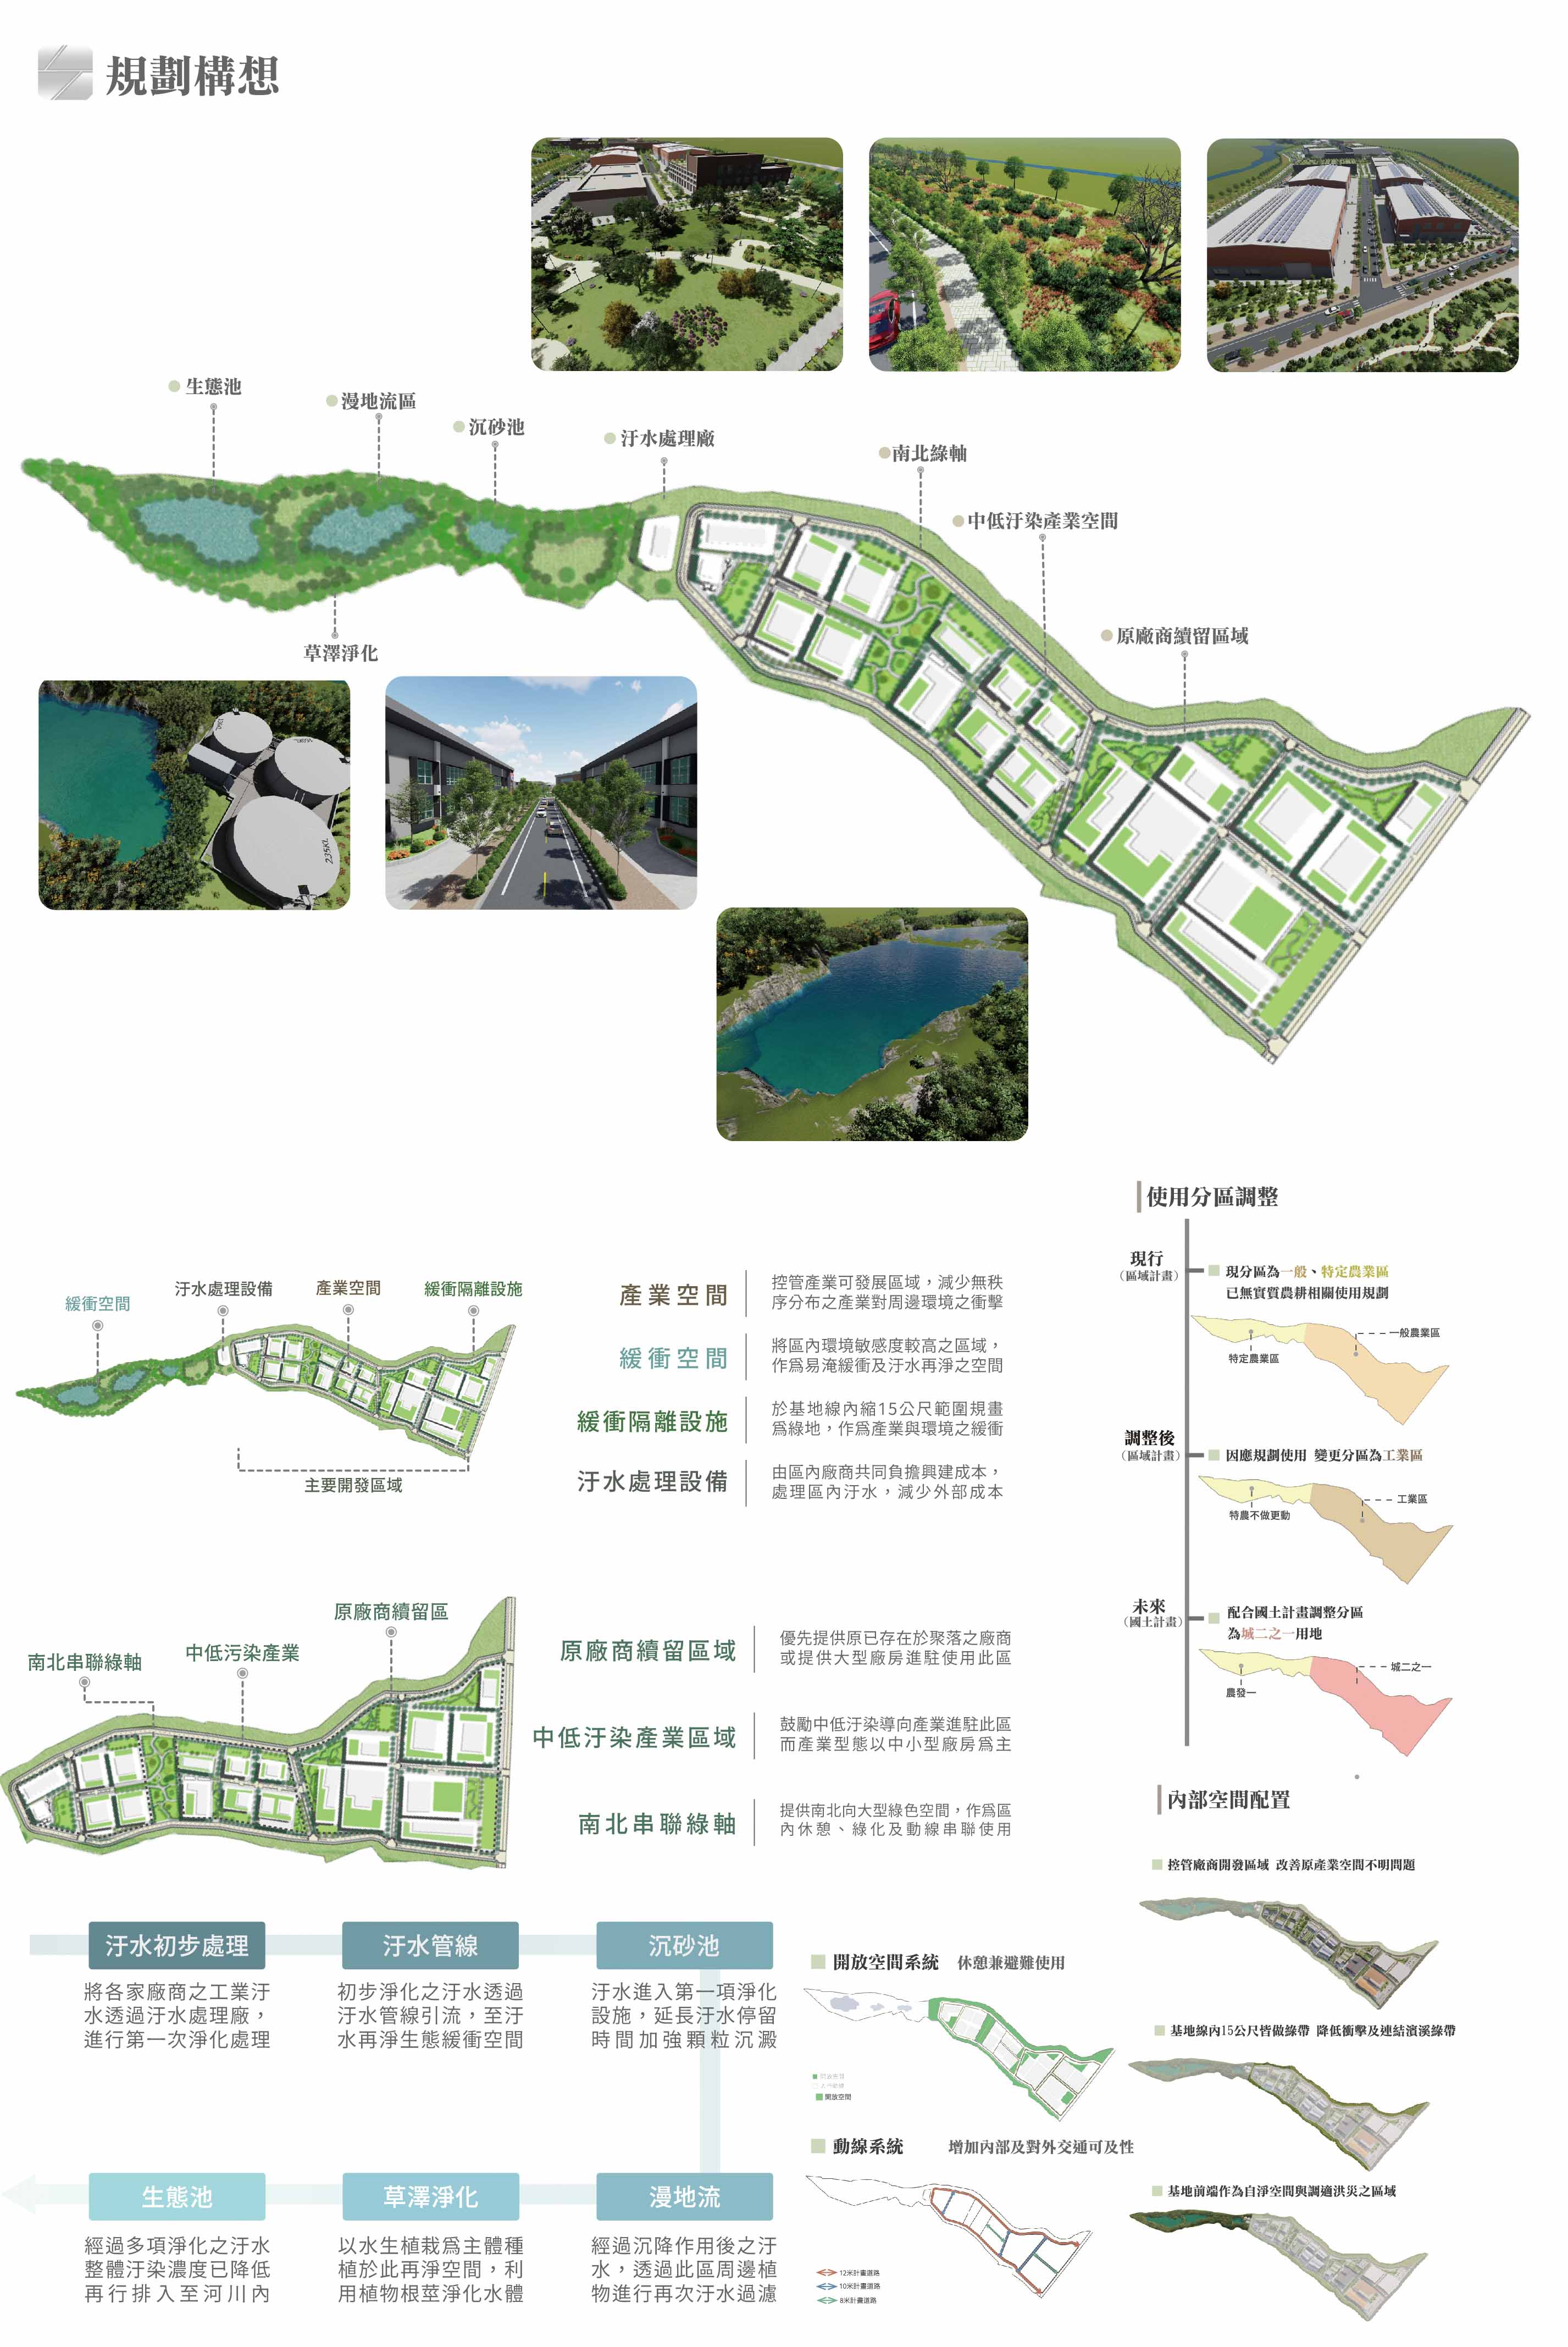 規劃構想
生態池
漫地流區
沉砂池
汙水處理廠
南北綠軸
中低汙染產業空間
原廠商續留區域
草澤淨化
235KL
使用分區調整
現行
（區域計畫）
現分區為一般、特定農業區
已無實質農耕相關使用規劃
一般農業區
特定農業區
調整後
（區域計畫）
因應規劃使用 變更分區為工業區
工業區
特農不做更動
未來
（國土計畫）
配合國土計畫調整分區
為城二之一用地
城二之一
農發一
緩衝空間
汙水處理設備
產業空間
緩衝隔離設施
主要開發區域
產業空間
控管產業可發展區域，減少無秩
序分布之產業對周邊環境之衝擊
緩衝空間
將區內環境敏感度較高之區域，
作爲易淹緩衝及汙水再淨之空間
緩衝隔離設施
於基地線內縮15公尺範圍規畫
爲綠地，作爲產業與環境之緩衝
汙水處理設備
由區內廠商共同負擔興建成本，
處理區內汙水，減少外部成本
原廠商續留區
中低污染產業
南北串聯綠軸
原廠商續留區域
優先提供原已存在於聚落之廠商
或提供大型廠房進駐使用此區
中低汙染產業區域
鼓勵中低汙染導向產業進駐此區
而產業型態以中小型廠房爲主
南北串聯綠軸
提供南北向大型綠色空間，作爲區
內休憩、綠化及動線串聯使用
內部空間配置
控管廠商開發區域 改善原產業空間不明問題
基地線內15公尺皆做綠帶 降低衝擊及連結濱溪綠帶
基地前端作為自淨空間與調適洪災之區域
汙水初步處理
將各家廠商之工業汙
水透過汙水處理廠，
進行第一次淨化處理
汙水管線
初步淨化之汙水透過
汙水管線引流，至汙
水再淨生態緩衝空間
沉砂池
汙水進入第一項淨化
設施，延長汙水停留
時間加強顆粒沉澱
漫地流
經過沉降作用後之汙
水，透過此區周邊植
物進行再次汙水過濾
草澤淨化
以水生植栽爲主體種
植於此再淨空間，利
用植物根莖淨化水體
生態池
經過多項淨化之汙水
整體汙染濃度已降低
再行排入至河川內
開放空間系統 休憩兼避難使用
開放空間
動線系統 增加內部及對外交通可及性
12米計畫道路
10米計畫道路
8米計畫道路